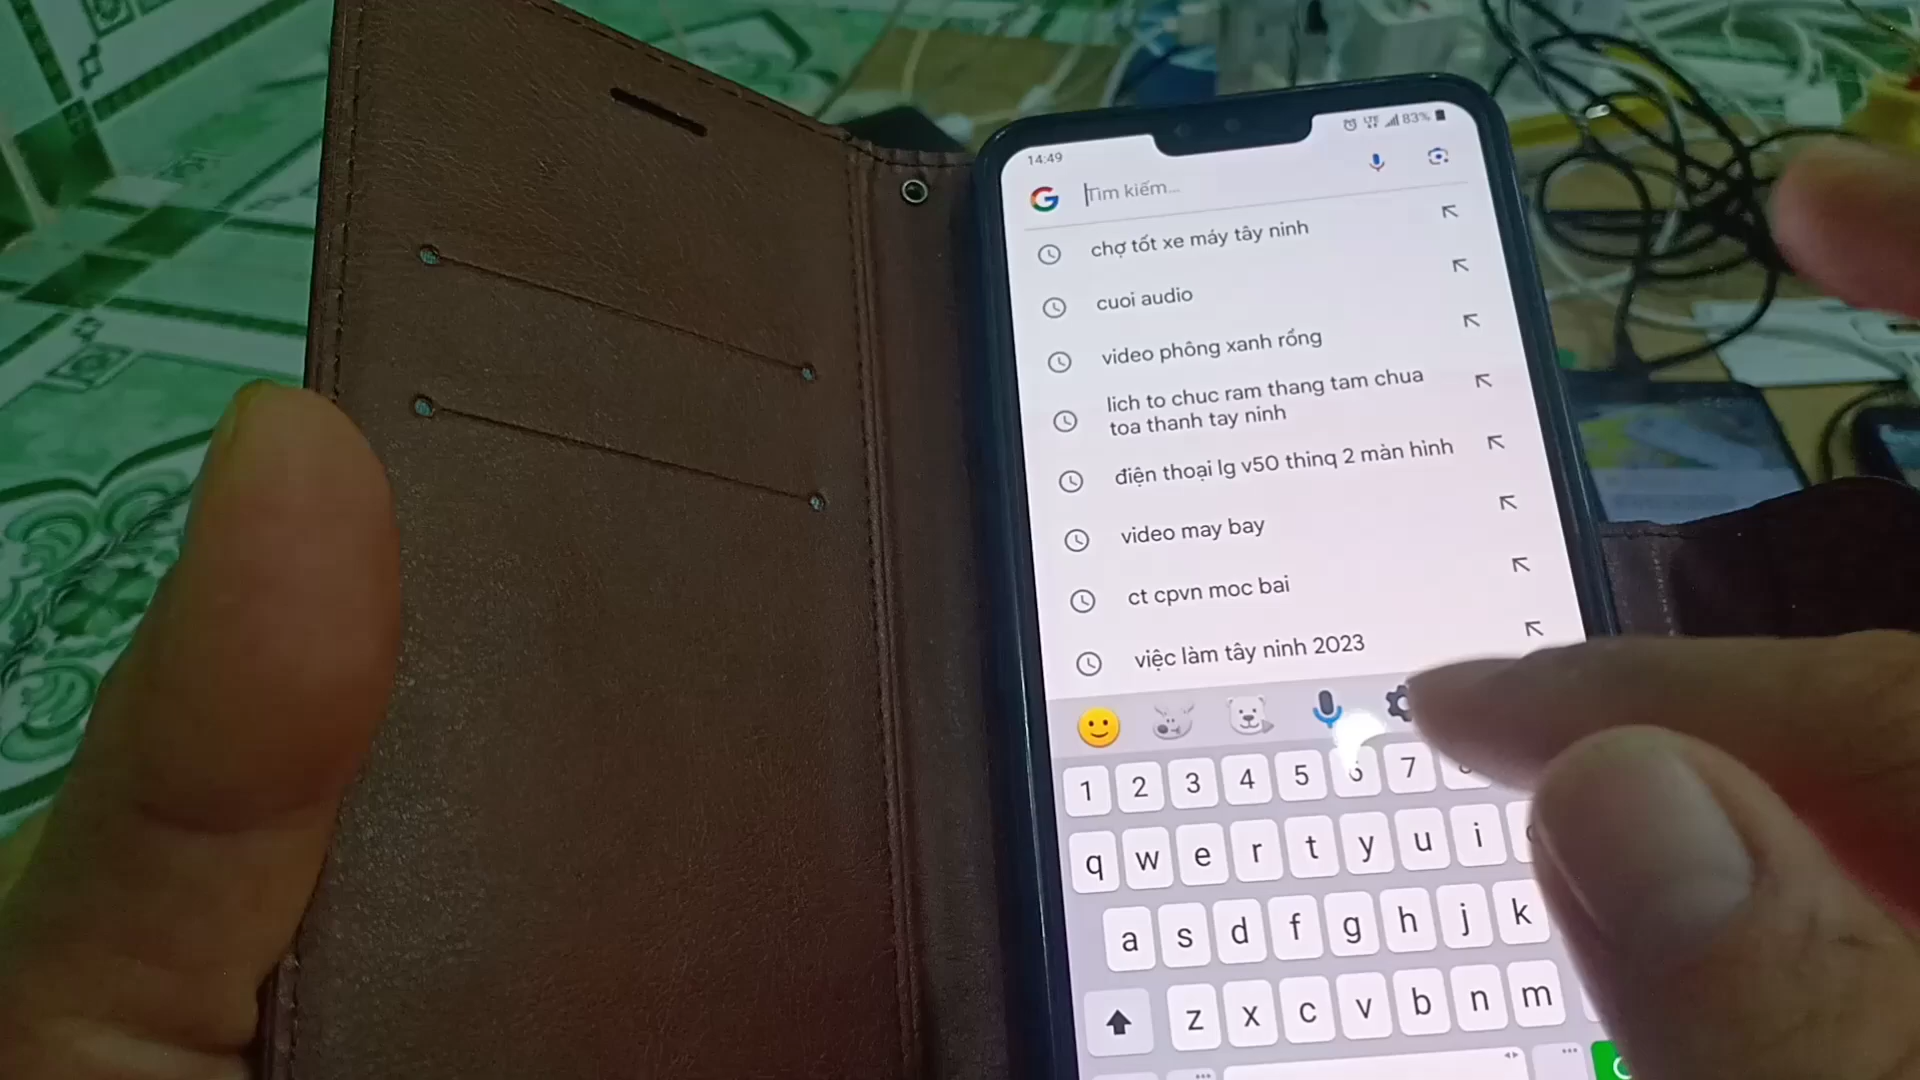 14:49
83%
Tìm kiếm...
chợ tốt xe máy tây ninh
cuoi audio
video phông xanh rồng
lich to chuc ram thang tam chua
toa thanh tay ninh
điện thoại lg v50 thinq 2 màn hình
video may bay
ct cpvn moc bai
việc làm tây ninh 2023
1 2 3 4 5 6 7
q w e r t y u i
a s d f g h j k
z x c v b n m